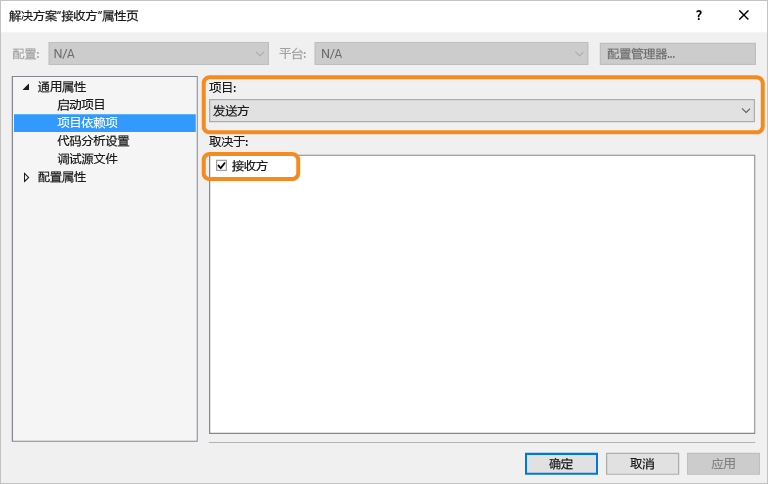 解决方案"接收方"属性页
?
配置:
N/A
平台:
N/A
配置管理器...
通用属性
启动项目
项目依赖项
代码分析设置
调试源文件
配置属性
项目:
发送方
取决于:
接收方
确定
取消
应用